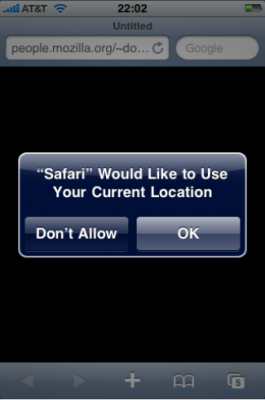 AT&T 22:02
Untitled
people.mozilla.org/~do... Google
“Safari” Would Like to Use
Your Current Location
Don't Allow OK
5